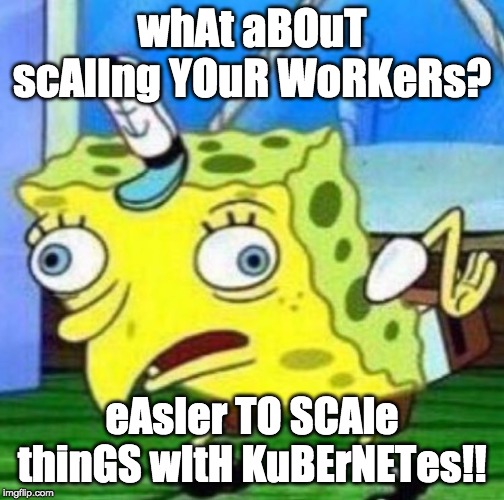 whAt aBOuT
scAlIng YOuR WoRKeRs?
eAsIer TO SCAle
thinGS wItH KuBErNETes!!
imgflip.com